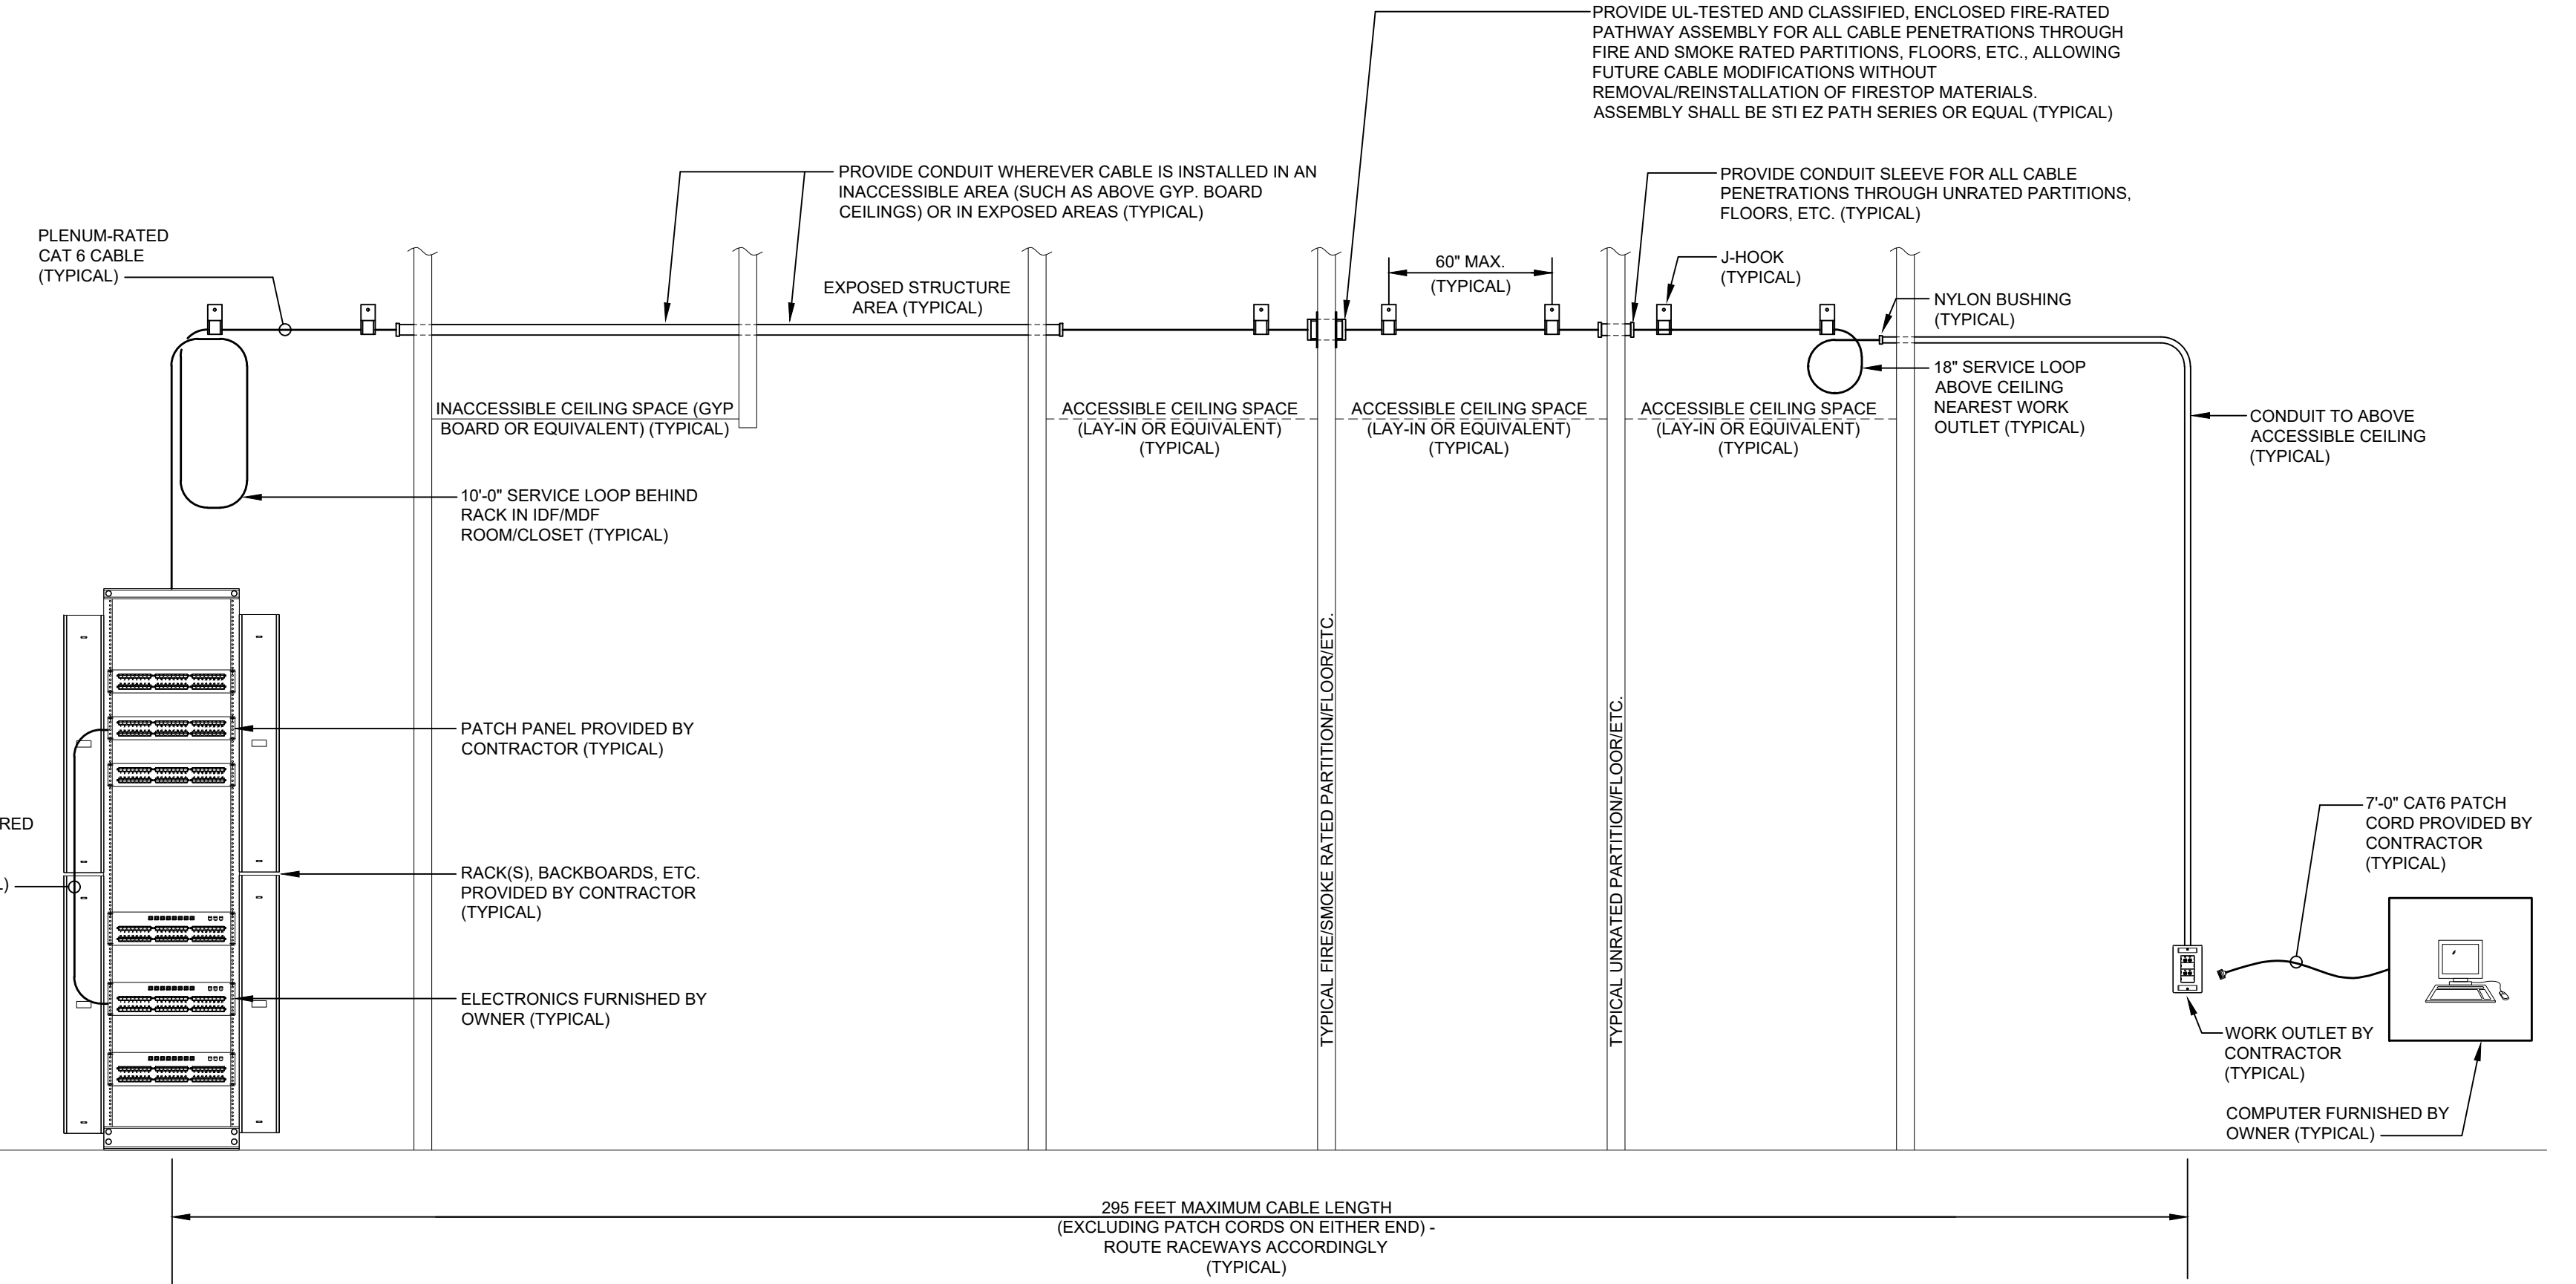 PROVIDE UL-TESTED AND CLASSIFIED, ENCLOSED FIRE-RATED
PATHWAY ASSEMBLY FOR ALL CABLE PENETRATIONS THROUGH
FIRE AND SMOKE RATED PARTITIONS, FLOORS, ETC., ALLOWING
FUTURE CABLE MODIFICATIONS WITHOUT
REMOVAL/REINSTALLATION OF FIRESTOP MATERIALS.
ASSEMBLY SHALL BE STI EZ PATH SERIES OR EQUAL (TYPICAL)
PROVIDE CONDUIT WHEREVER CABLE IS INSTALLED IN AN
INACCESSIBLE AREA (SUCH AS ABOVE GYP. BOARD
CEILINGS) OR IN EXPOSED AREAS (TYPICAL)
PROVIDE CONDUIT SLEEVE FOR ALL CABLE
PENETRATIONS THROUGH UNRATED PARTITIONS,
FLOORS, ETC. (TYPICAL)
PLENUM-RATED
CAT 6 CABLE
(TYPICAL)
EXPOSED STRUCTURE
AREA (TYPICAL)
60" MAX.
(TYPICAL)
J-HOOK
(TYPICAL)
NYLON BUSHING
(TYPICAL)
18" SERVICE LOOP
ABOVE CEILING
NEAREST WORK
OUTLET (TYPICAL)
CONDUIT TO ABOVE
ACCESSIBLE CEILING
(TYPICAL)
INACCESSIBLE CEILING SPACE (GYP
BOARD OR EQUIVALENT) (TYPICAL)
ACCESSIBLE CEILING SPACE
(LAY-IN OR EQUIVALENT)
(TYPICAL)
ACCESSIBLE CEILING SPACE
(LAY-IN OR EQUIVALENT)
(TYPICAL)
ACCESSIBLE CEILING SPACE
(LAY-IN OR EQUIVALENT)
(TYPICAL)
10'-0" SERVICE LOOP BEHIND
RACK IN IDF/MDF
ROOM/CLOSET (TYPICAL)
TYPICAL FIRE/SMOKE RATED PARTITION/FLOOR/ETC.
TYPICAL UNRATED PARTITION/FLOOR/ETC.
PATCH PANEL PROVIDED BY
CONTRACTOR (TYPICAL)
RED
.)
RACK(S), BACKBOARDS, ETC.
PROVIDED BY CONTRACTOR
(TYPICAL)
ELECTRONICS FURNISHED BY
OWNER (TYPICAL)
7'-0" CAT6 PATCH
CORD PROVIDED BY
CONTRACTOR
(TYPICAL)
WORK OUTLET BY
CONTRACTOR
(TYPICAL)
COMPUTER FURNISHED BY
OWNER (TYPICAL)
295 FEET MAXIMUM CABLE LENGTH
(EXCLUDING PATCH CORDS ON EITHER END) -
ROUTE RACEWAYS ACCORDINGLY
(TYPICAL)